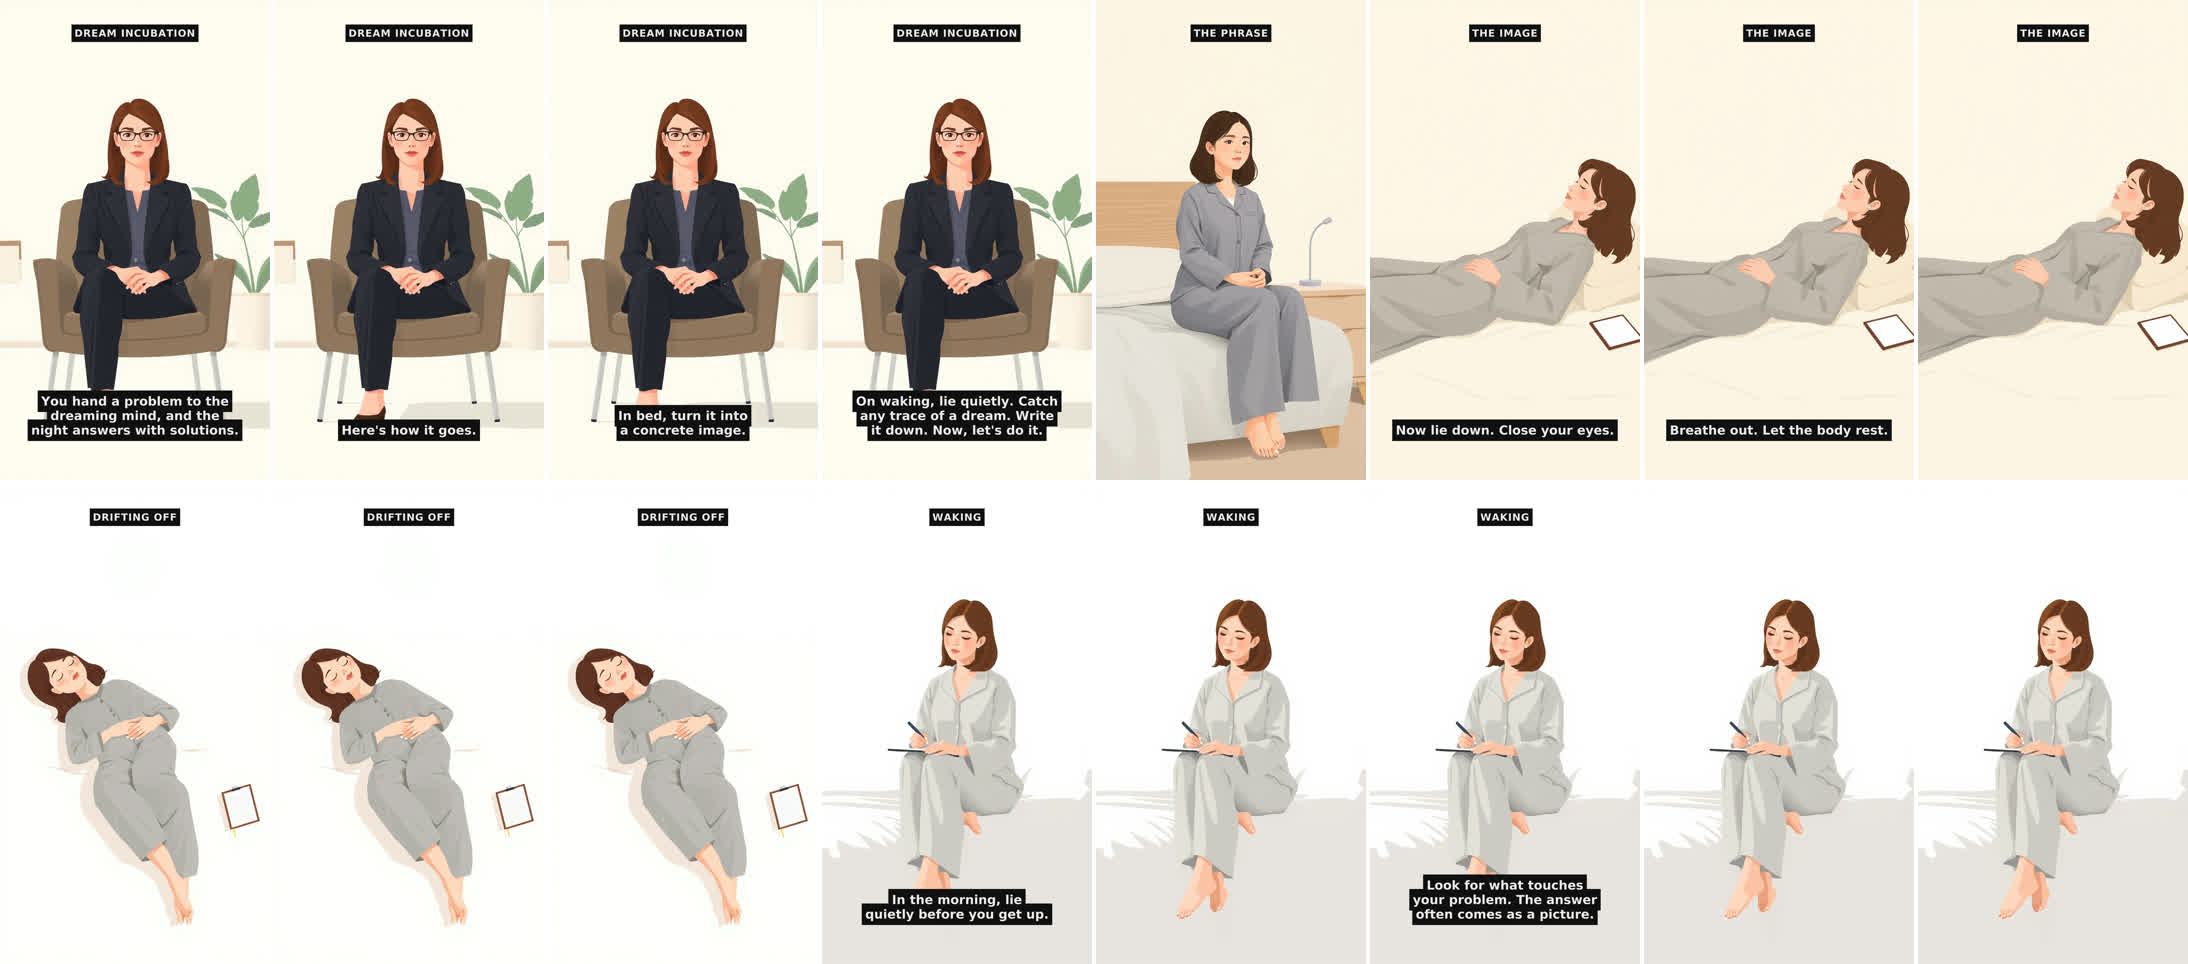 DREAM INCUBATION
You hand a problem to the
dreaming mind, and the
night answers with solutions.
DREAM INCUBATION
Here's how it goes.
DREAM INCUBATION
In bed, turn it into
a concrete image.
DREAM INCUBATION
On waking, lie quietly. Catch
any trace of a dream. Write
it down. Now, let's do it.
THE PHRASE
THE IMAGE
Now lie down. Close your eyes.
THE IMAGE
Breathe out. Let the body rest.
THE IMAGE
DRIFTING OFF
DRIFTING OFF
DRIFTING OFF
WAKING
In the morning, lie
quietly before you get up.
WAKING
WAKING
Look for what touches
your problem. The answer
often comes as a picture.